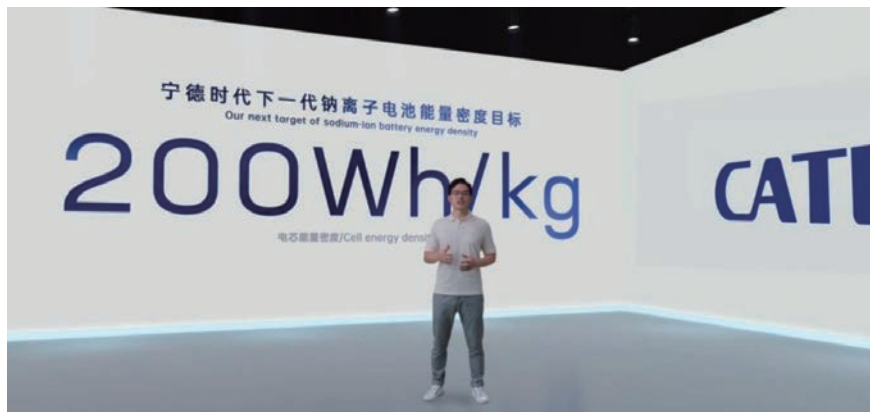 宁德时代下一代钠离子电池能量密度目标
Our next target of sodium-ion battery energy density
200Wh/kg
电芯能量密度/Cell energy densit
CATL